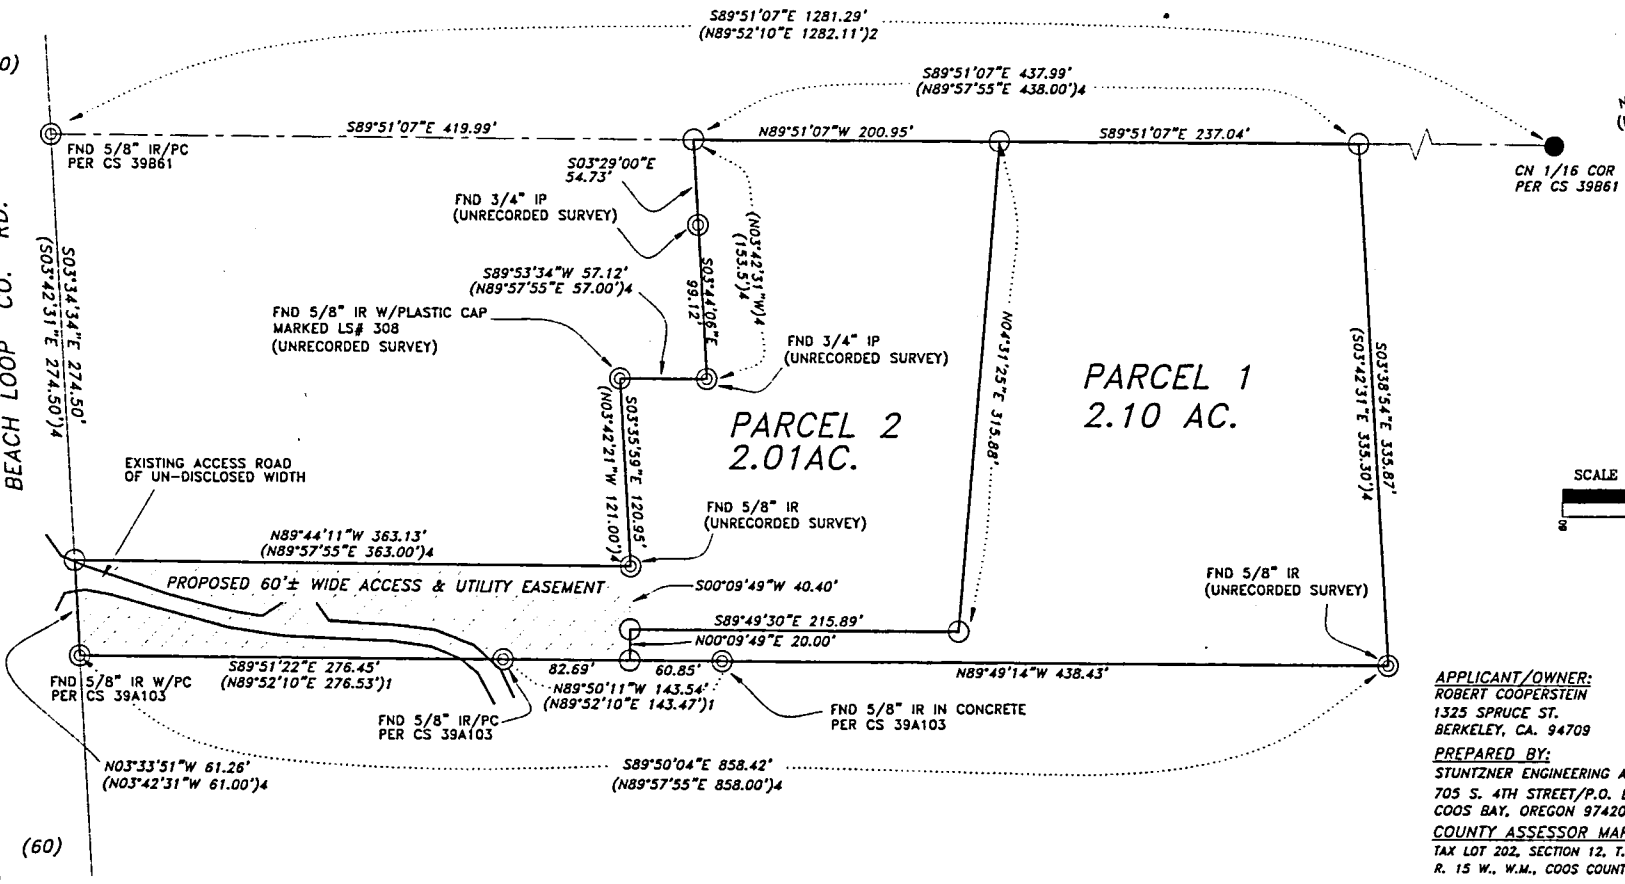 S89°51'07"E 1281.29'
(N89°52'10"E 1282.11')2
S89°51'07"E 437.99'
(N89°57'55"E 438.00')4
S89°51'07"E 419.99'
N89°51'07"W 200.95'
S89°51'07"E 237.04'
FND 5/8" IR/PC
PER CS 39B61
CN 1/16 COR
PER CS 39B61
S03°29'00"E
54.73'
FND 3/4" IP
(UNRECORDED SURVEY)
(N03°42'31"W)4
(153.5')4
S03°44'06"E
99.12'
S89°53'34"W 57.12'
(N89°57'55"E 57.00')4
FND 5/8" IR W/PLASTIC CAP
MARKED LS# 308
(UNRECORDED SURVEY)
FND 3/4" IP
(UNRECORDED SURVEY)
BEACH LOOP CO. RD.
S03°34'34"E 274.50'
(S03°42'31"E 274.50')4
N04°31'25"E 315.88'
PARCEL 1
2.10 AC.
S03°38'54"E 335.87'
(S03°42'31"E 335.30')4
PARCEL 2
2.01AC.
S03°35'59"E 120.95'
(N03°42'21"W 121.00')4
EXISTING ACCESS ROAD
OF UN-DISCLOSED WIDTH
FND 5/8" IR
(UNRECORDED SURVEY)
SCALE
N89°44'11"W 363.13'
(N89°57'55"E 363.00')4
PROPOSED 60'± WIDE ACCESS & UTILITY EASEMENT
S00°09'49"W 40.40'
FND 5/8" IR
(UNRECORDED SURVEY)
S89°49'30"E 215.89'
N00°09'49"E 20.00'
S89°51'22"E 276.45'
(N89°52'10"E 276.53')1
82.69'
60.85'
N89°50'11"W 143.54'
(N89°52'10"E 143.47')1
N89°49'14"W 438.43'
FND 5/8" IR W/PC
PER CS 39A103
FND 5/8" IR/PC
PER CS 39A103
FND 5/8" IR IN CONCRETE
PER CS 39A103
N03°33'51"W 61.26'
(N03°42'31"W 61.00')4
S89°50'04"E 858.42'
(N89°57'55"E 858.00')4
(60)
APPLICANT/OWNER:
ROBERT COOPERSTEIN
1325 SPRUCE ST.
BERKELEY, CA. 94709
PREPARED BY:
STUNTZNER ENGINEERING A
705 S. 4TH STREET/P.O.
COOS BAY, OREGON 97420
COUNTY ASSESSOR MA
TAX LOT 202, SECTION 12, T.
R. 15 W., W.M., COOS COUNT